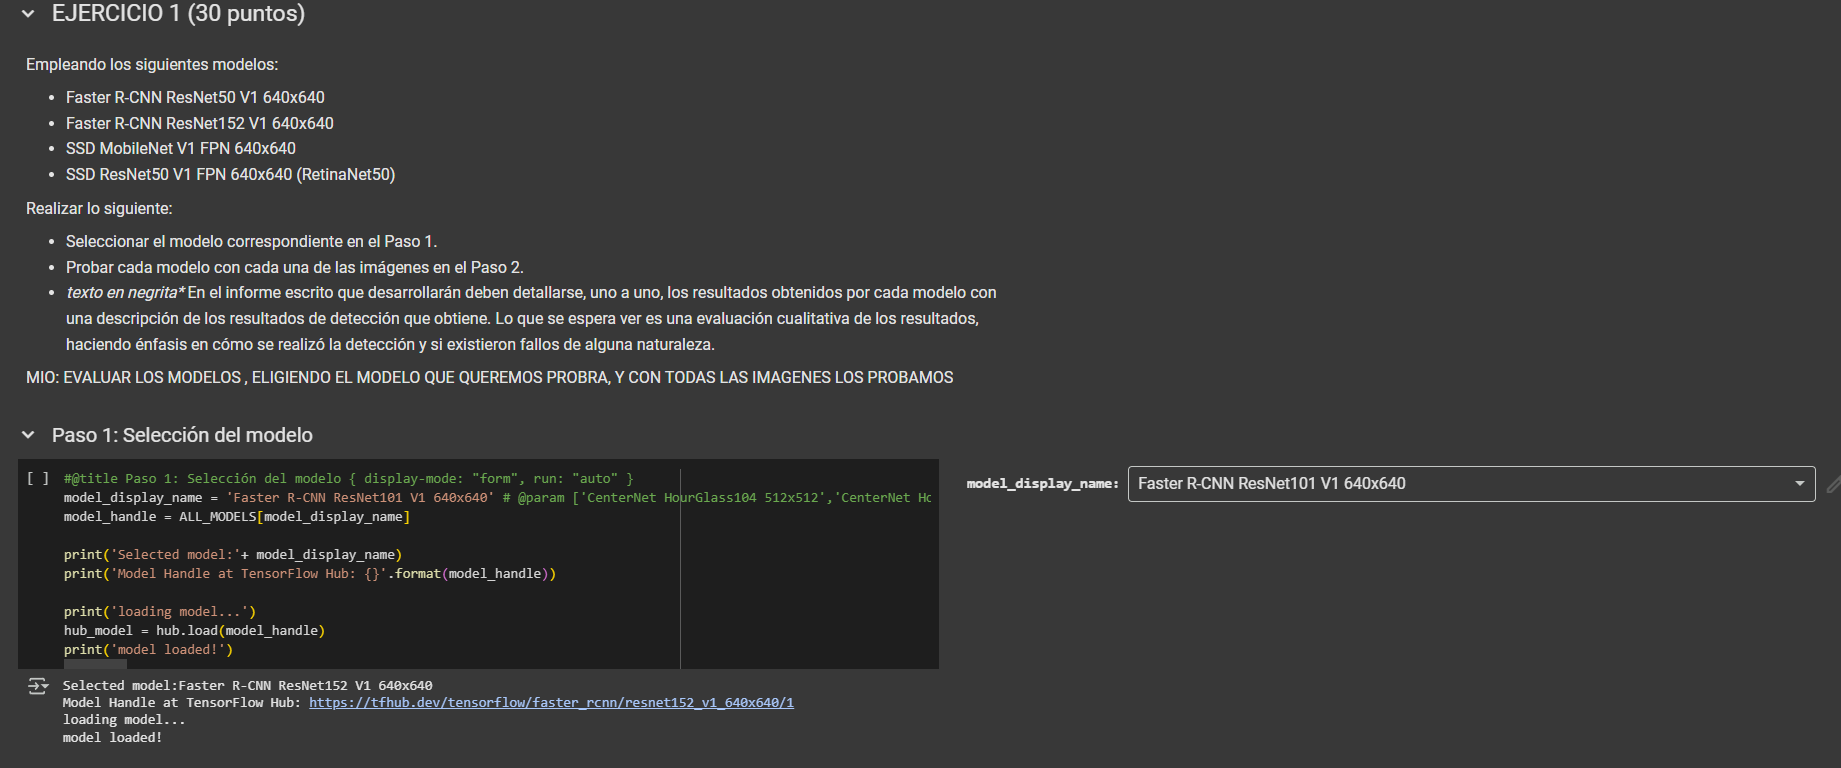 EJERCICIO 1 (30 puntos)
Empleando los siguientes modelos:
• Faster R-CNN ResNet50 V1 640x640
• Faster R-CNN ResNet152 V1 640x640
• SSD MobileNet V1 FPN 640x640
• SSD ResNet50 V1 FPN 640x640 (RetinaNet50)
Realizar lo siguiente:
• Seleccionar el modelo correspondiente en el Paso 1.
• Probar cada modelo con cada una de las imágenes en el Paso 2.
• texto en negrita* En el informe escrito que desarrollarán deben detallarse, uno a uno, los resultados obtenidos por cada modelo con
una descripción de los resultados de detección que obtiene. Lo que se espera ver es una evaluación cualitativa de los resultados,
haciendo énfasis en cómo se realizó la detección y si existieron fallos de alguna naturaleza.
MIO: EVALUAR LOS MODELOS , ELIGIENDO EL MODELO QUE QUEREMOS PROBRA, Y CON TODAS LAS IMAGENES LOS PROBAMOS
Paso 1: Selección del modelo
[ ] #@title Paso 1: Selección del modelo { display-mode: "form", run: "auto" }
model_display_name = 'Faster R-CNN ResNet101 V1 640x640' # @param ['CenterNet HourGlass104 512x512','CenterNet Hc
model_handle = ALL_MODELS[model_display_name]
print('Selected model:'+ model_display_name)
print('Model Handle at TensorFlow Hub: {}'.format(model_handle))
print('loading model...')
hub_model = hub.load(model_handle)
print('model loaded!')
model_display_name: Faster R-CNN ResNet101 V1 640x640
Selected model:Faster R-CNN ResNet152 V1 640x640
Model Handle at TensorFlow Hub: https://tfhub.dev/tensorflow/faster_rcnn/resnet152_v1_640x640/1
loading model...
model loaded!